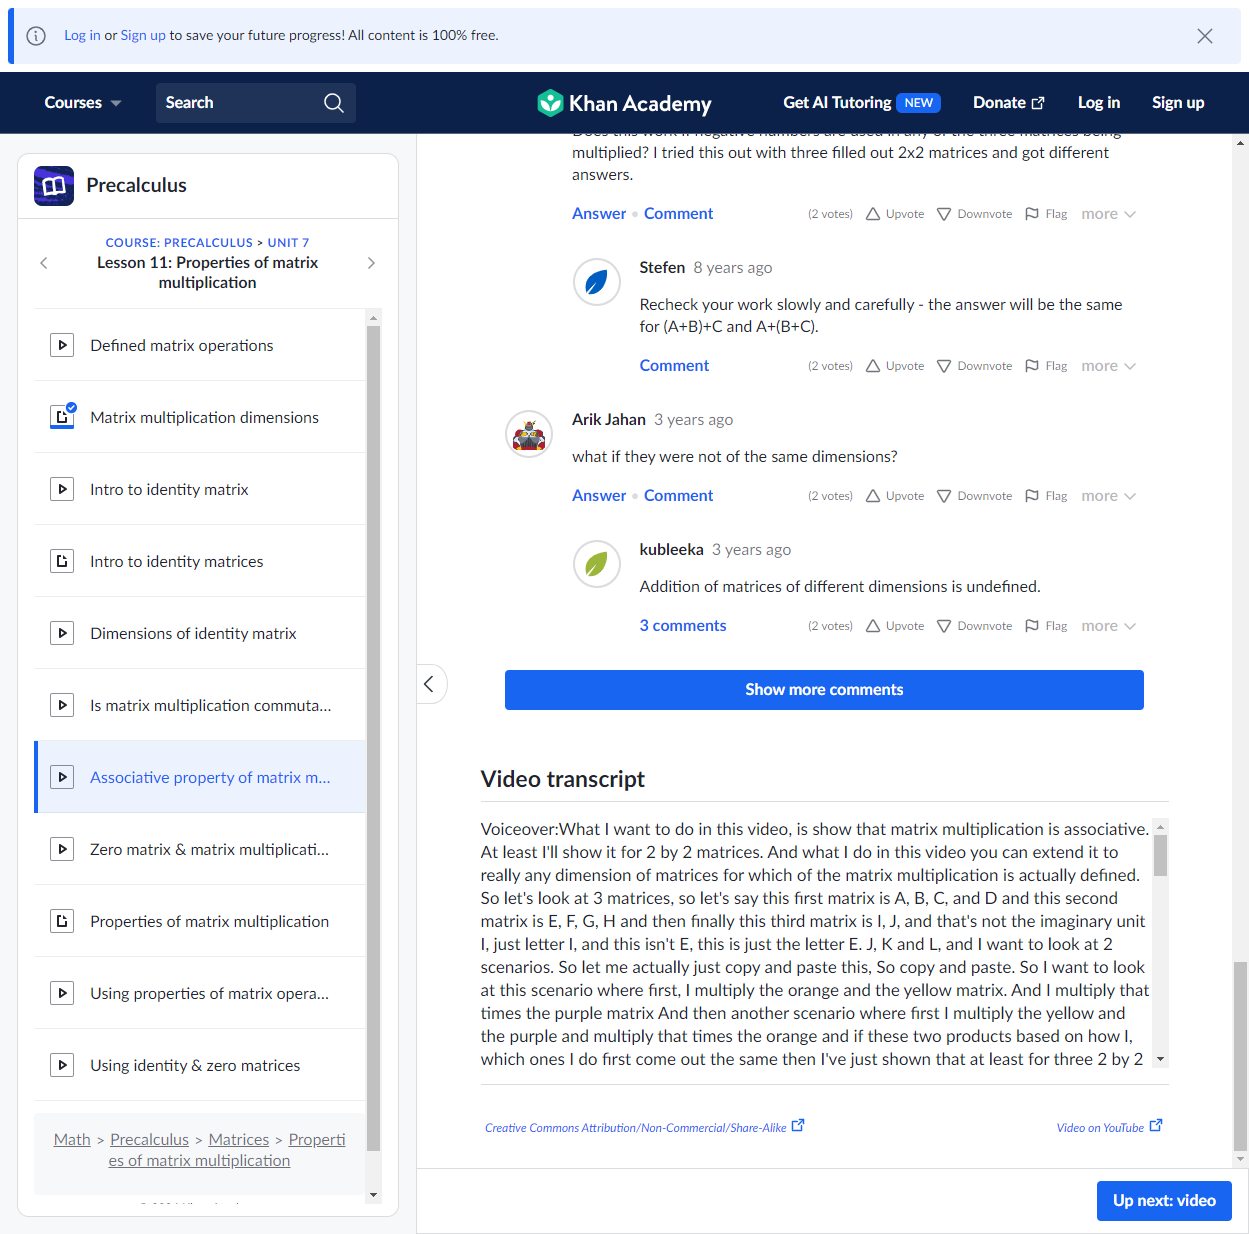 Log in or Sign up to save your future progress! All content is 100% free.
Courses
Search
Khan Academy
Get AI Tutoring NEW
Donate
Log in
Sign up
Precalculus
COURSE: PRECALCULUS > UNIT 7
Lesson 11: Properties of matrix
multiplication
Defined matrix operations
Matrix multiplication dimensions
Intro to identity matrix
Intro to identity matrices
Dimensions of identity matrix
Is matrix multiplication commuta...
Associative property of matrix m...
Zero matrix & matrix multiplicati...
Properties of matrix multiplication
Using properties of matrix opera...
Using identity & zero matrices
Math > Precalculus > Matrices > Properti
es of matrix multiplication
Does this work if negative numbers are used in any of the three matrices being
multiplied? I tried this out with three filled out 2x2 matrices and got different
answers.
Answer • Comment (2 votes) Upvote Downvote Flag more
Stefen 8 years ago
Recheck your work slowly and carefully - the answer will be the same
for (A+B)+C and A+(B+C).
Comment (2 votes) Upvote Downvote Flag more
Arik Jahan 3 years ago
what if they were not of the same dimensions?
Answer • Comment (2 votes) Upvote Downvote Flag more
kubleeka 3 years ago
Addition of matrices of different dimensions is undefined.
3 comments (2 votes) Upvote Downvote Flag more
Show more comments
Video transcript
Voiceover:What I want to do in this video, is show that matrix multiplication is associative.
At least I'll show it for 2 by 2 matrices. And what I do in this video you can extend it to
really any dimension of matrices for which of the matrix multiplication is actually defined.
So let's look at 3 matrices, so let's say this first matrix is A, B, C, and D and this second
matrix is E, F, G, H and then finally this third matrix is I, J, and that's not the imaginary unit
I, just letter I, and this isn't E, this is just the letter E. J, K and L, and I want to look at 2
scenarios. So let me actually just copy and paste this, So copy and paste. So I want to look
at this scenario where first, I multiply the orange and the yellow matrix. And I multiply that
times the purple matrix And then another scenario where first I multiply the yellow and
the purple and multiply that times the orange and if these two products based on how I,
which ones I do first come out the same then I've just shown that at least for three 2 by 2
Creative Commons Attribution/Non-Commercial/Share-Alike
Video on YouTube
Up next: video